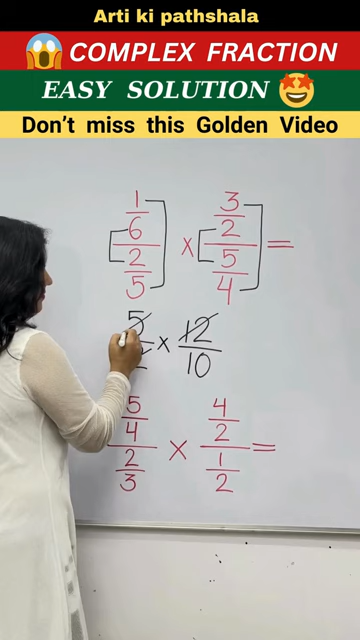 Arti ki pathshala
😱 COMPLEX FRACTION
EASY SOLUTION 🤩
Don't miss this Golden Video
1/6 / 2/5 × 3/2 / 5/4 =
5/ × 12/10
5/4 / 2/3 × 4/2 / 1/2 =